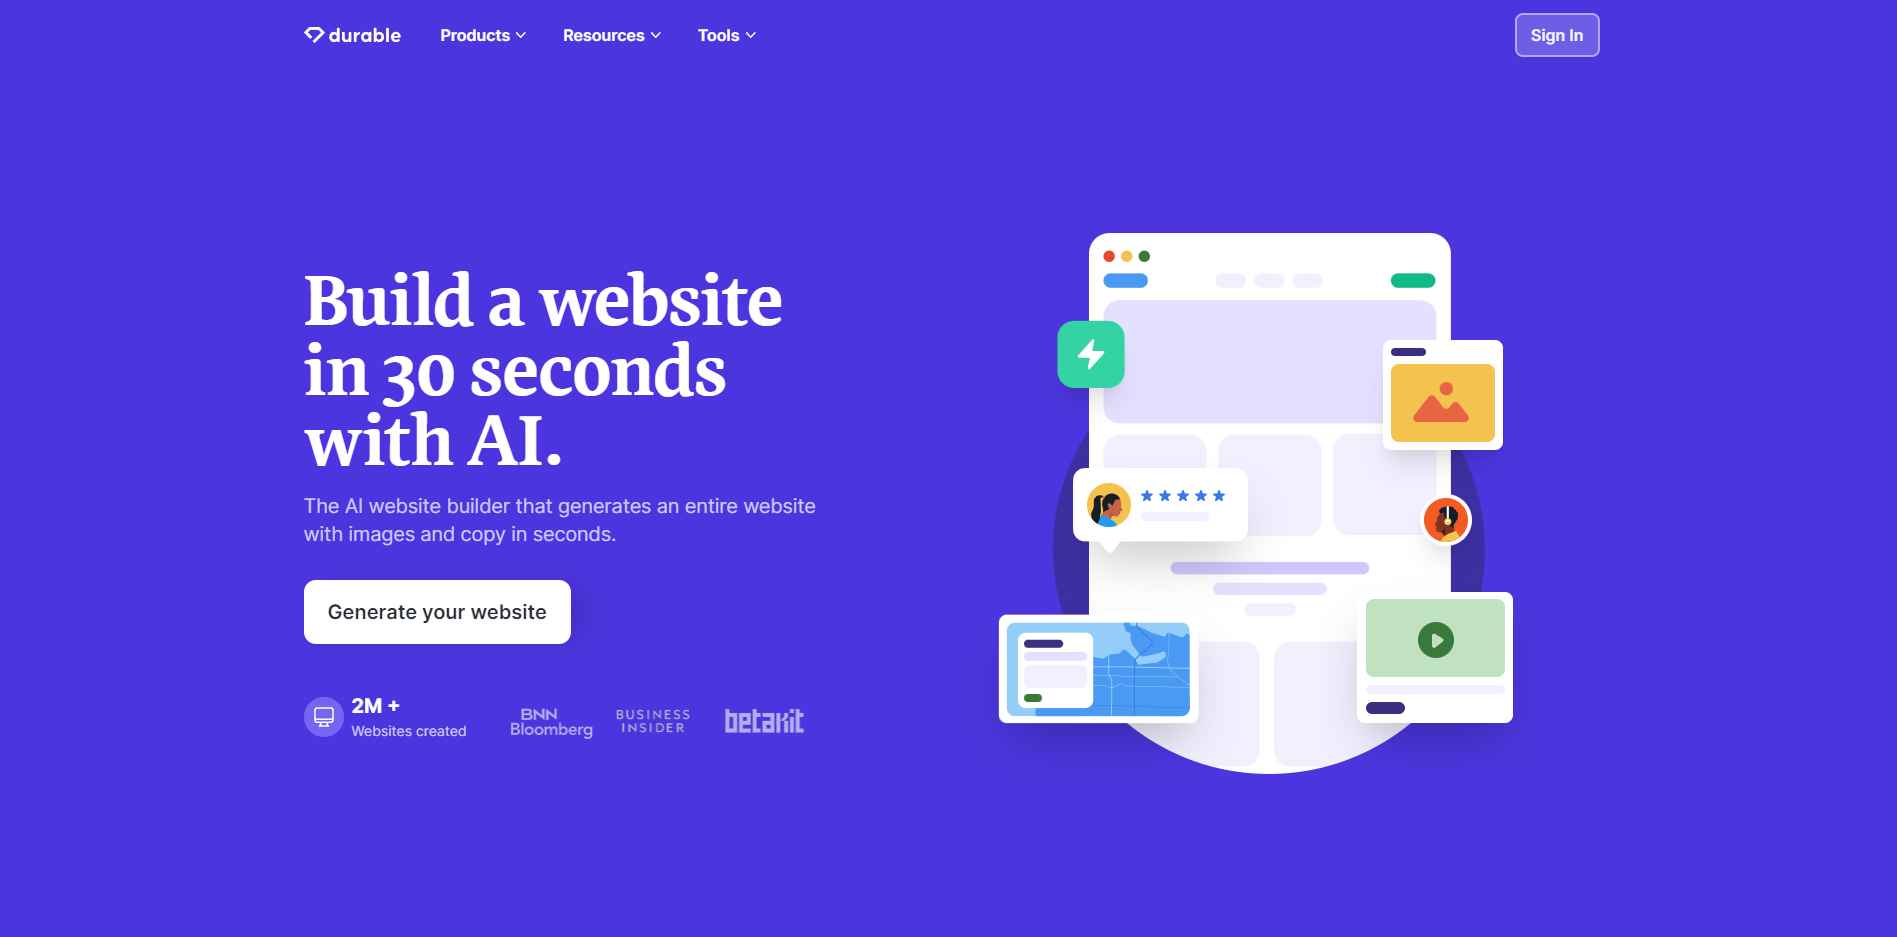 durable
Products
Resources
Tools
Sign In
Build a website
in 30 seconds
with AI.
The AI website builder that generates an entire website
with images and copy in seconds.
Generate your website
2M +
Websites created
BNN
Bloomberg
BUSINESS
INSIDER
betakit